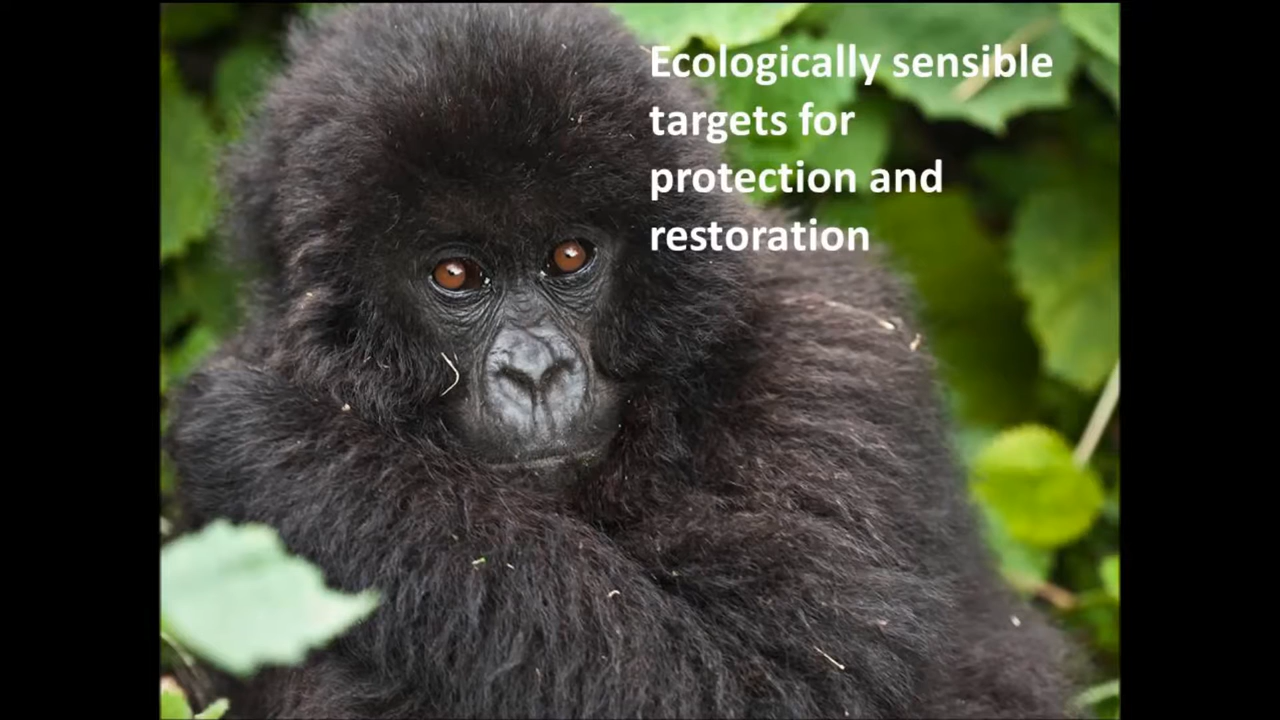 Ecologically sensible
targets for
protection and
restoration